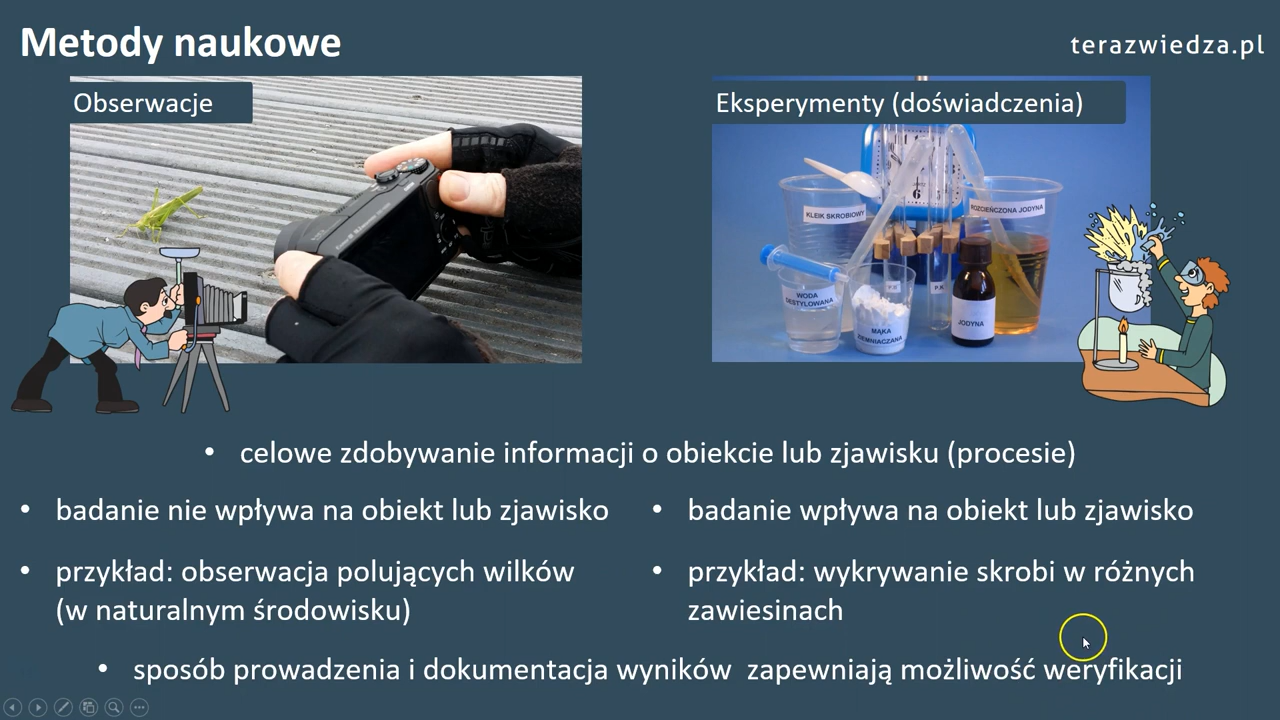 Metody naukowe
terazwiedza.pl
Obserwacje
Eksperymenty (doświadczenia)
KLEIK SKROBIOWY
ROZCIEŃCZONA JODYNA
WODA
DESTYLOWANA
MĄKA
ZIEMNIACZANA
P.K
JODYNA
6
• celowe zdobywanie informacji o obiekcie lub zjawisku (procesie)
• badanie nie wpływa na obiekt lub zjawisko
• badanie wpływa na obiekt lub zjawisko
• przykład: obserwacja polujących wilków
(w naturalnym środowisku)
• przykład: wykrywanie skrobi w różnych
zawiesinach
• sposób prowadzenia i dokumentacja wyników zapewniają możliwość weryfikacji